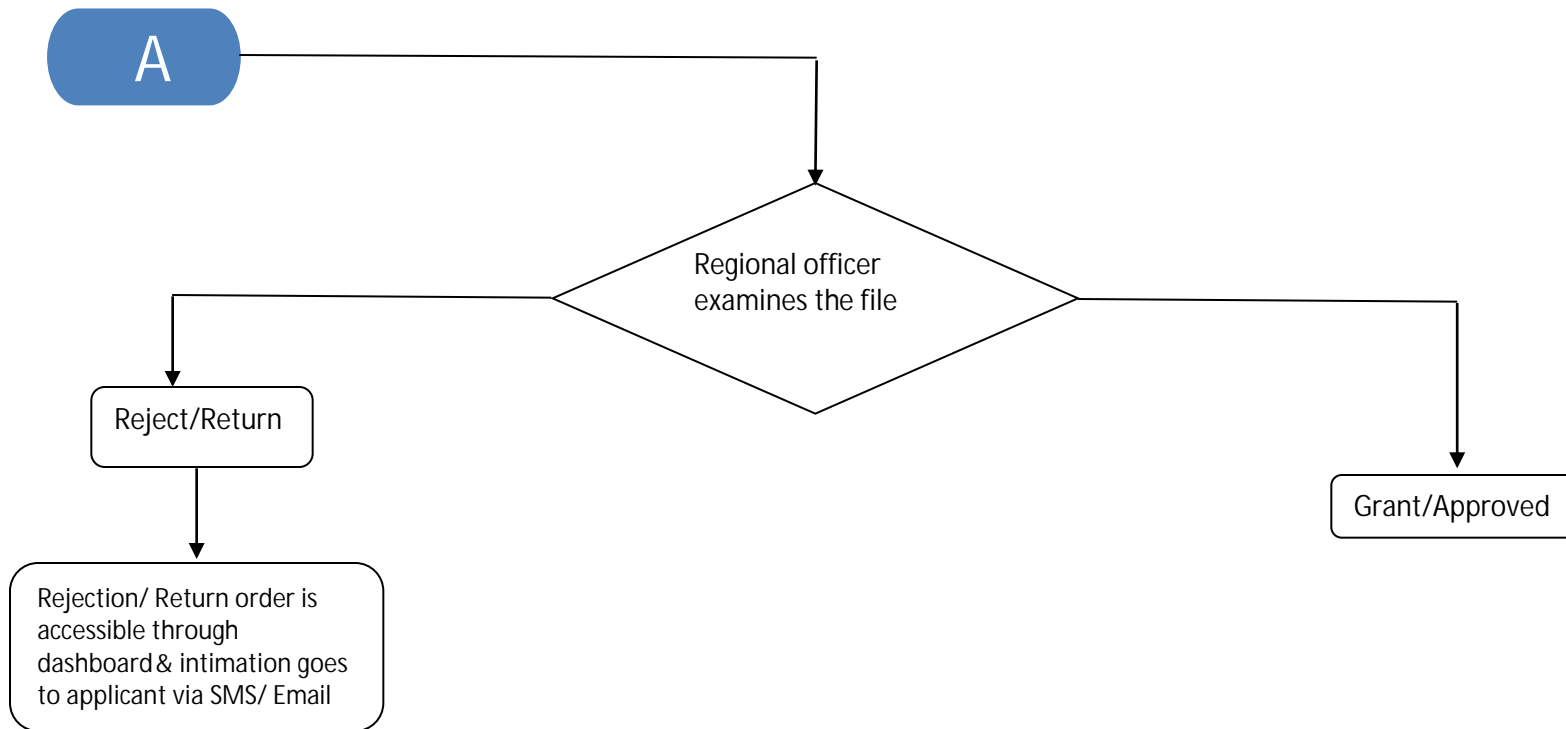 A
Regional officer
examines the file
Reject/Return
Grant/Approved
Rejection/ Return order is
accessible through
dashboard & intimation goes
to applicant via SMS/ Email